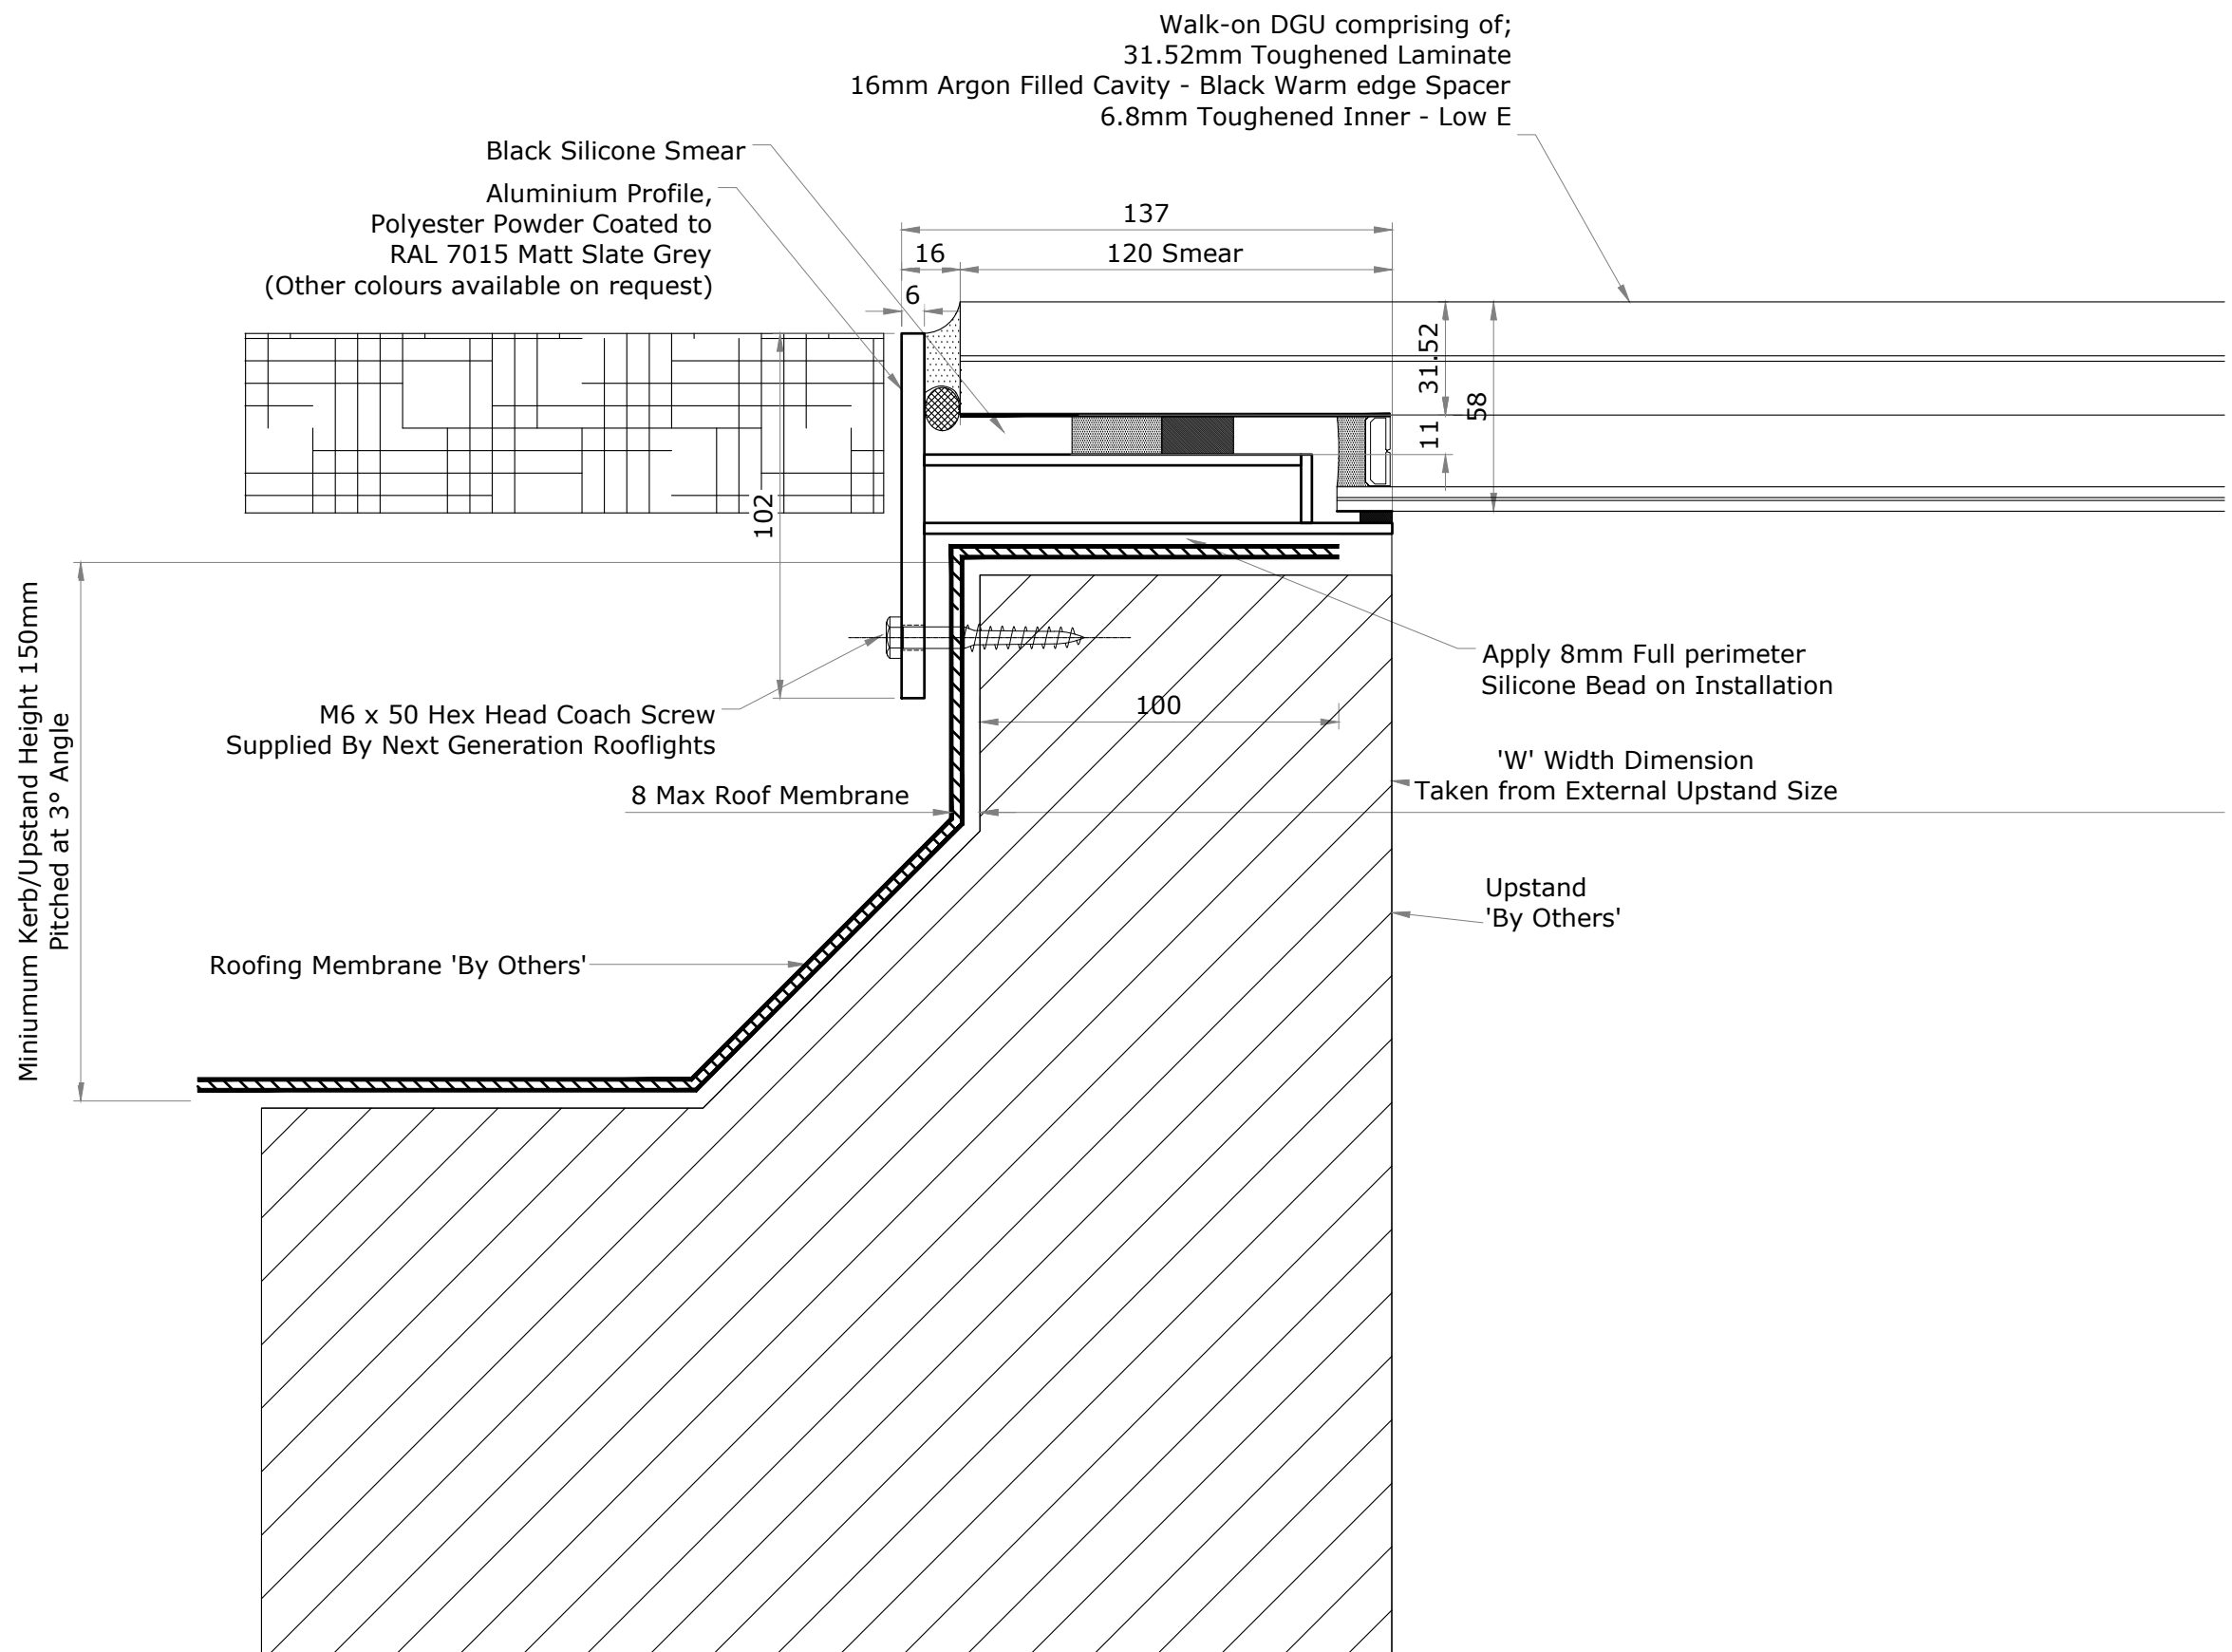 Walk-on DGU comprising of;
31.52mm Toughened Laminate
16mm Argon Filled Cavity - Black Warm edge Spacer
6.8mm Toughened Inner - Low E
Black Silicone Smear
Aluminium Profile,
Polyester Powder Coated to
RAL 7015 Matt Slate Grey
(Other colours available on request)
137
16
120 Smear
6
31.52
58
11
102
Miniumum Kerb/Upstand Height 150mm
Pitched at 3° Angle
Apply 8mm Full perimeter
Silicone Bead on Installation
M6 x 50 Hex Head Coach Screw
Supplied By Next Generation Rooflights
100
'W' Width Dimension
Taken from External Upstand Size
8 Max Roof Membrane
Upstand
'By Others'
Roofing Membrane 'By Others'